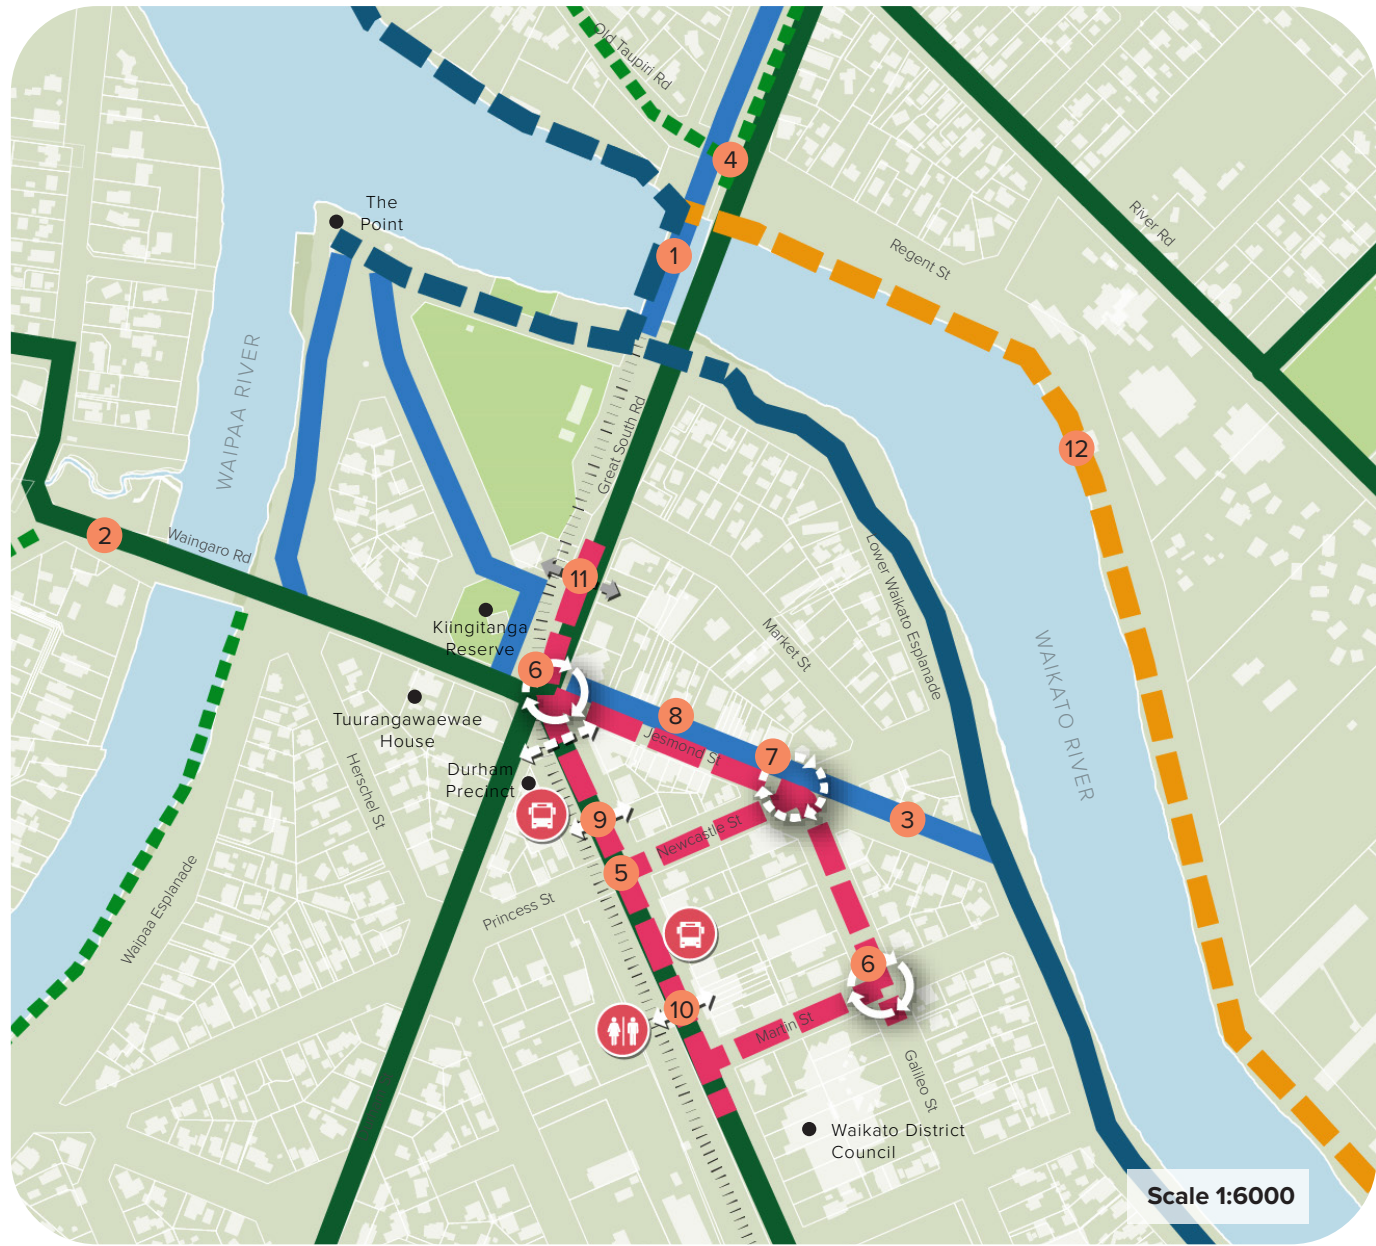 Old Taupiri Rd
4
The
Point
River Rd
Regent St
1
WAIPAA RIVER
12
Great South Rd
2
Waingaro Rd
11
Lower Waikato Esplanade
Kiingitanga
Reserve
Market St
WAIKATO RIVER
6
Tuurangawaewae
House
8
Jesmond St
7
Durham
Precinct
Herschel St
9
3
Newcastle St
5
Princess St
Waipaa Esplanade
6
10
Martin St
Galileo St
Waikato District
Council
Scale 1:6000